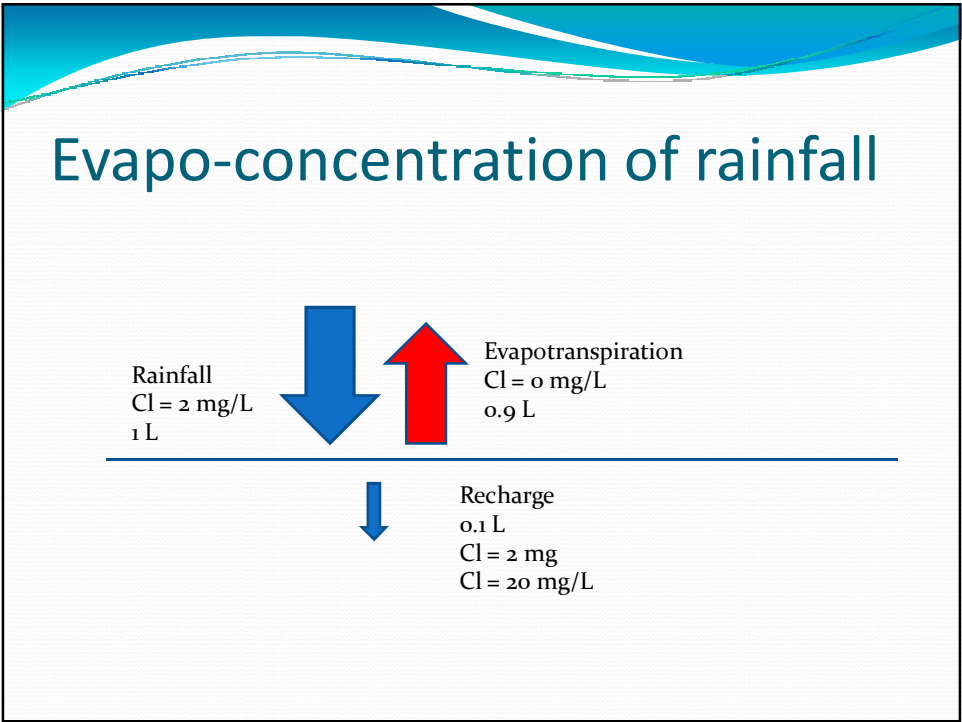 Evapo-concentration of rainfall
Rainfall
Cl = 2 mg/L
1 L
Evapotranspiration
Cl = 0 mg/L
0.9 L
Recharge
0.1 L
Cl = 2 mg
Cl = 20 mg/L